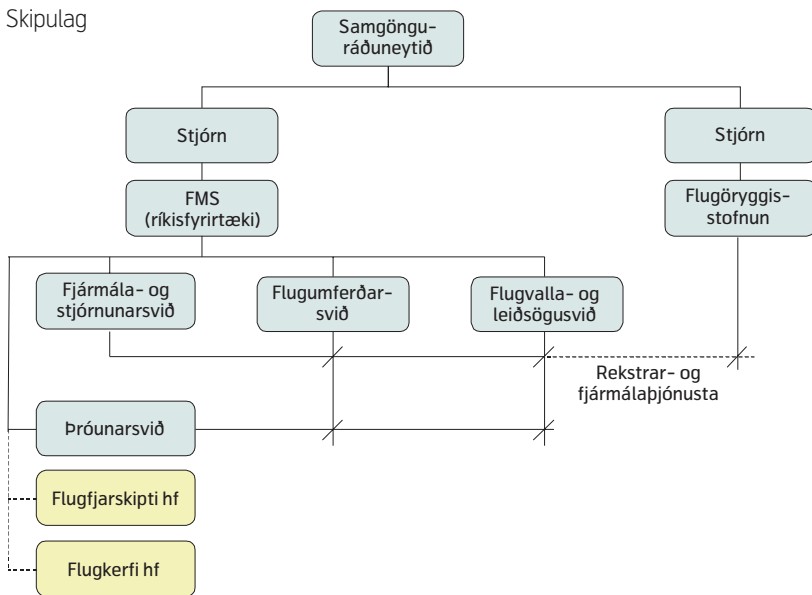 Skipulag
Samgöngu-
ráðuneytið
Stjórn
Stjórn
FMS
(ríkisfyrirtæki)
Flugöryggis-
stofnun
Fjármála- og
stjórnunarsvið
Flugumferðar-
svið
Flugvalla- og
leiðsögusvið
Rekstrar- og
fjármálaþjónusta
Þróunarsvið
Flugfjarskipti hf
Flugkerfi hf